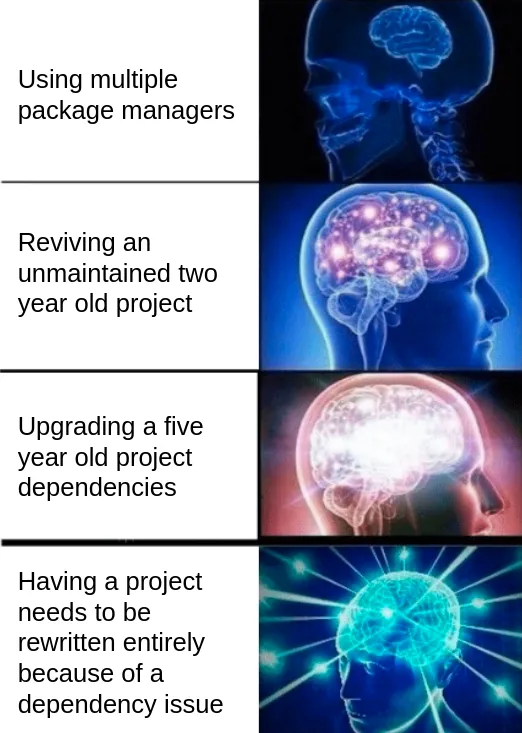 Using multiple
package managers
Reviving an
unmaintained two
year old project
Upgrading a five
year old project
dependencies
Having a project
needs to be
rewritten entirely
because of a
dependency issue